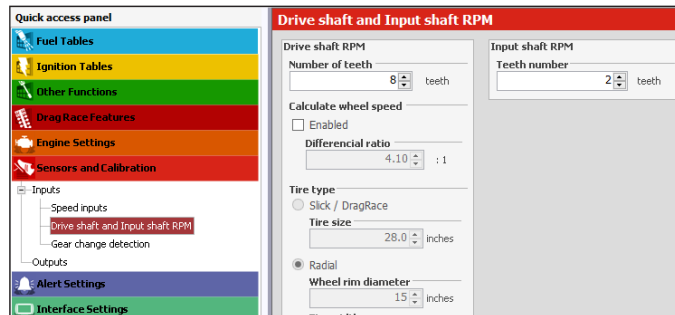 Quick access panel
Fuel Tables
Ignition Tables
Other Functions
Drag Race Features
Engine Settings
Sensors and Calibration
Inputs
Speed inputs
Drive shaft and Input shaft RPM
Gear change detection
Outputs
Alert Settings
Interface Settings
Drive shaft and Input shaft RPM
Drive shaft RPM
Number of teeth
8 teeth
Calculate wheel speed
Enabled
Differencial ratio
4.10 : 1
Tire type
Slick / DragRace
Tire size
28.0 inches
Radial
Wheel rim diameter
15 inches
Input shaft RPM
Teeth number
2 teeth